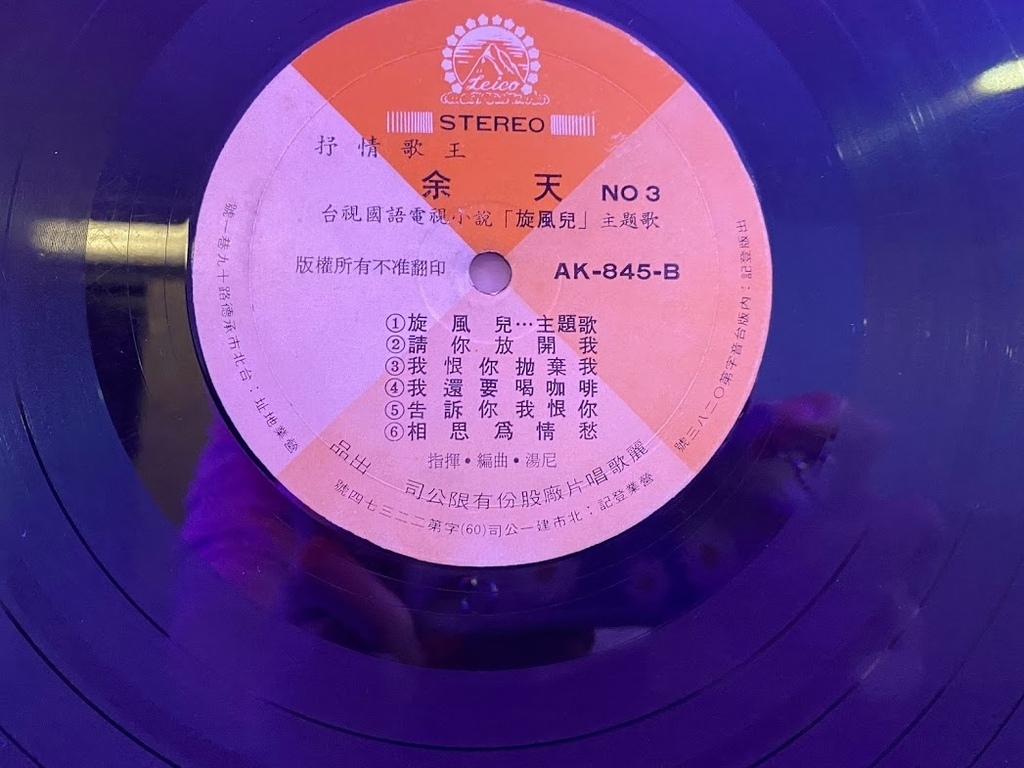 Leico
STEREO
抒情歌王
余天 NO 3
台視國語電視小說「旋風兒」主題歌
版權所有不准翻印 AK-845-B
①旋風兒…主題歌
②請你放開我
③我恨你拋棄我
④我還要喝咖啡
⑤告訴你我恨你
⑥相思為情愁
指揮•編曲•湯尼
麗歌唱片廠股份有限公司 出品
營業登記：北市建一公司(60)字第二二三七四號
營業地址：台北市承德路十九巷一號
內版台音字第〇二八三號